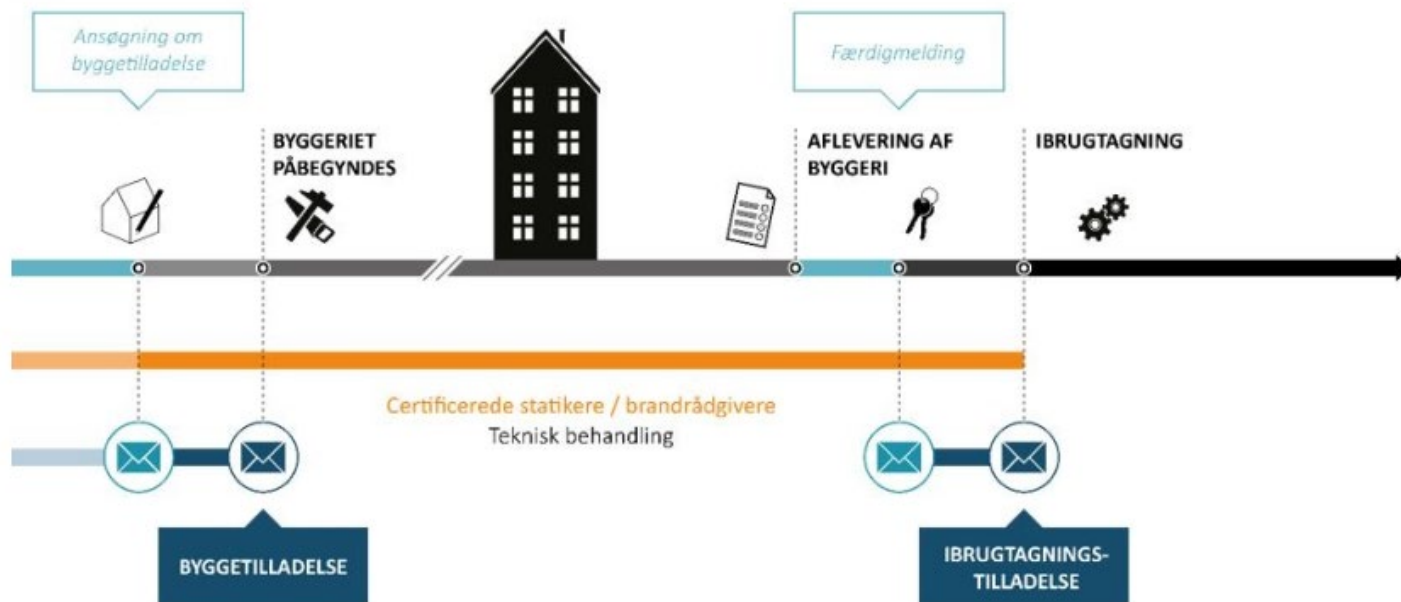 Ansøgning om
byggetilladelse
Færdigmelding
BYGGERIET
PÅBEGYNDES
AFLEVERING AF
BYGGERI
IBRUGTAGNING
Certificerede statikere / brandrådgivere
Teknisk behandling
BYGGETILLADELSE
IBRUGTAGNINGS-
TILLADELSE